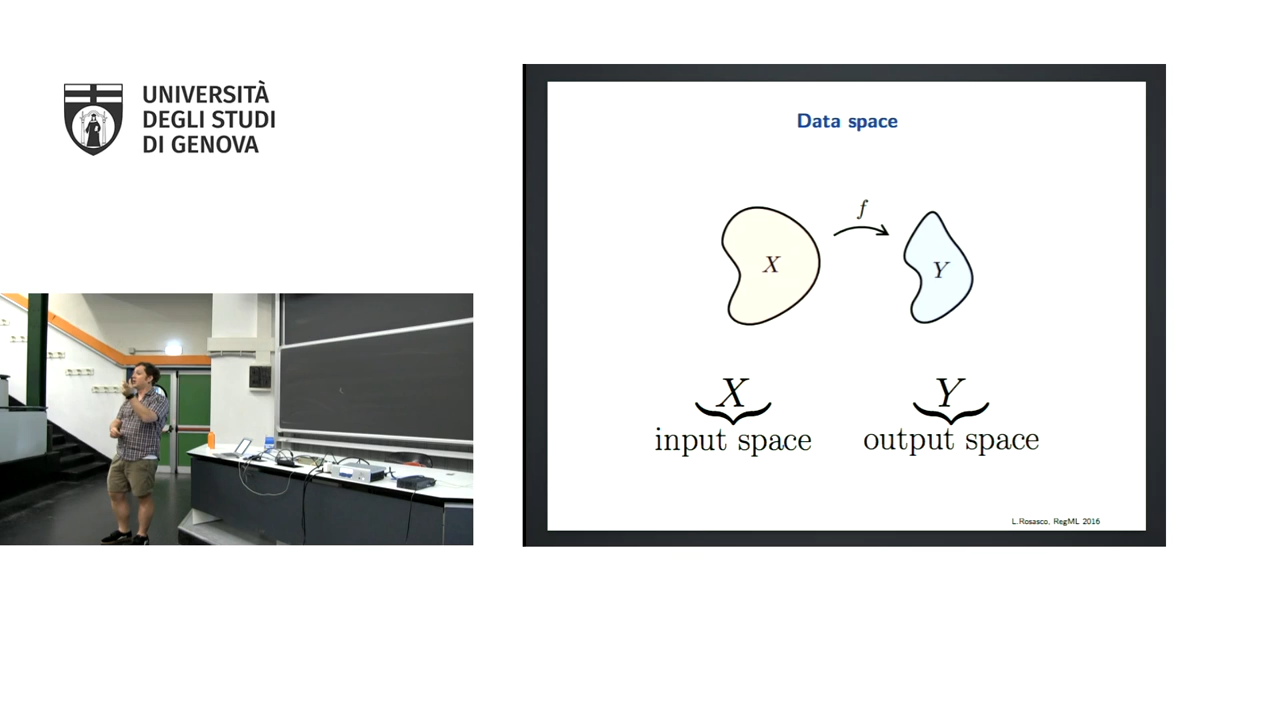 UNIVERSITÀ
DEGLI STUDI
DI GENOVA
Data space
f
X
Y
X
Y
input space
output space
L.Rosasco, RegML 2016